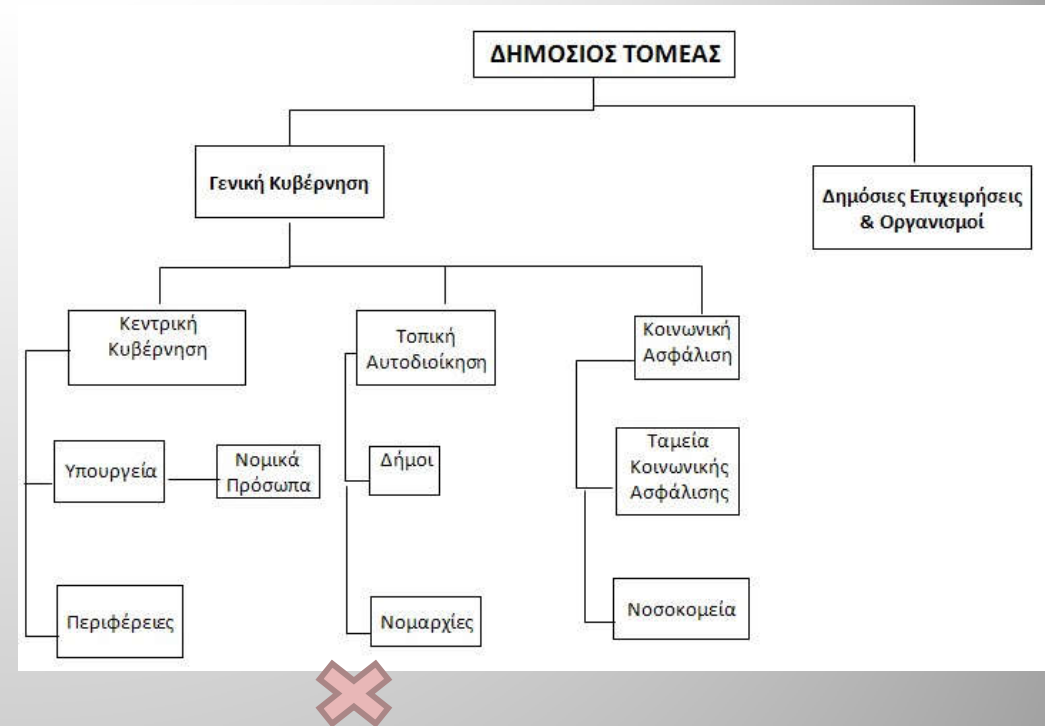 ΔΗΜΟΣΙΟΣ ΤΟΜΕΑΣ
Γενική Κυβέρνηση
Δημόσιες Επιχειρήσεις
& Οργανισμοί
Κεντρική
Κυβέρνηση
Τοπική
Αυτοδιοίκηση
Κοινωνική
Ασφάλιση
Υπουργεία
Νομικά
Πρόσωπα
Δήμοι
Ταμεία
Κοινωνικής
Ασφάλισης
Περιφέρειες
Νομαρχίες
Νοσοκομεία